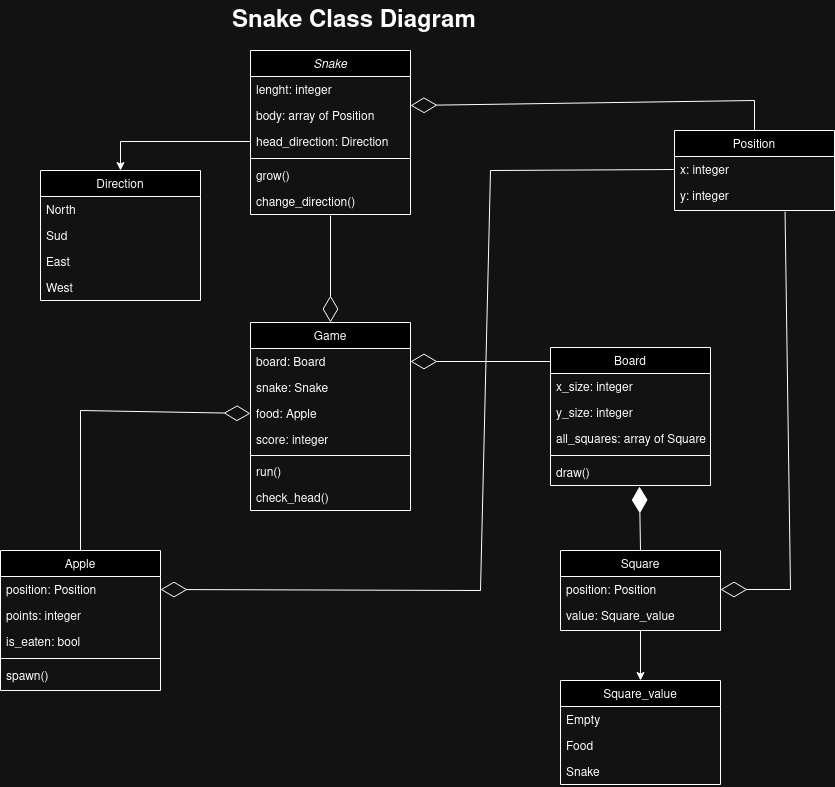 Snake Class Diagram
Snake
lenght: integer
body: array of Position
head_direction: Direction
grow()
change_direction()
Position
x: integer
y: integer
Direction
North
Sud
East
West
Game
board: Board
snake: Snake
food: Apple
score: integer
run()
check_head()
Board
x_size: integer
y_size: integer
all_squares: array of Square
draw()
Apple
position: Position
points: integer
is_eaten: bool
spawn()
Square
position: Position
value: Square_value
Square_value
Empty
Food
Snake